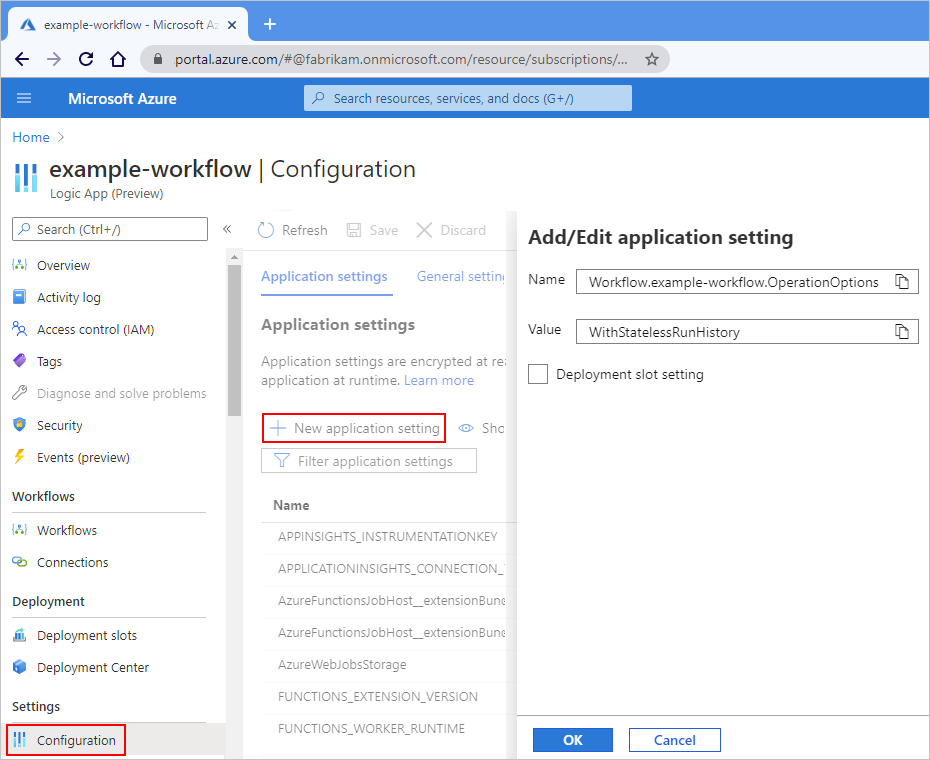 example-workflow - Microsoft Az
portal.azure.com/#@fabrikam.onmicrosoft.com/resource/subscriptions/...
Microsoft Azure
Search resources, services, and docs (G+/)
Home
example-workflow | Configuration
Logic App (Preview)
Search (Ctrl+/)
Overview
Activity log
Access control (IAM)
Tags
Diagnose and solve problems
Security
Events (preview)
Workflows
Workflows
Connections
Deployment
Deployment slots
Deployment Center
Settings
Configuration
Refresh Save Discard
Application settings General settin
Application settings
Application settings are encrypted at re
application at runtime. Learn more
New application setting Sho
Filter application settings
Name
APPINSIGHTS_INSTRUMENTATIONKEY
APPLICATIONINSIGHTS_CONNECTION_
AzureFunctionsJobHost__extensionBund
AzureFunctionsJobHost__extensionBund
AzureWebJobsStorage
FUNCTIONS_EXTENSION_VERSION
FUNCTIONS_WORKER_RUNTIME
Add/Edit application setting
Name Workflow.example-workflow.OperationOptions
Value WithStatelessRunHistory
Deployment slot setting
OK Cancel